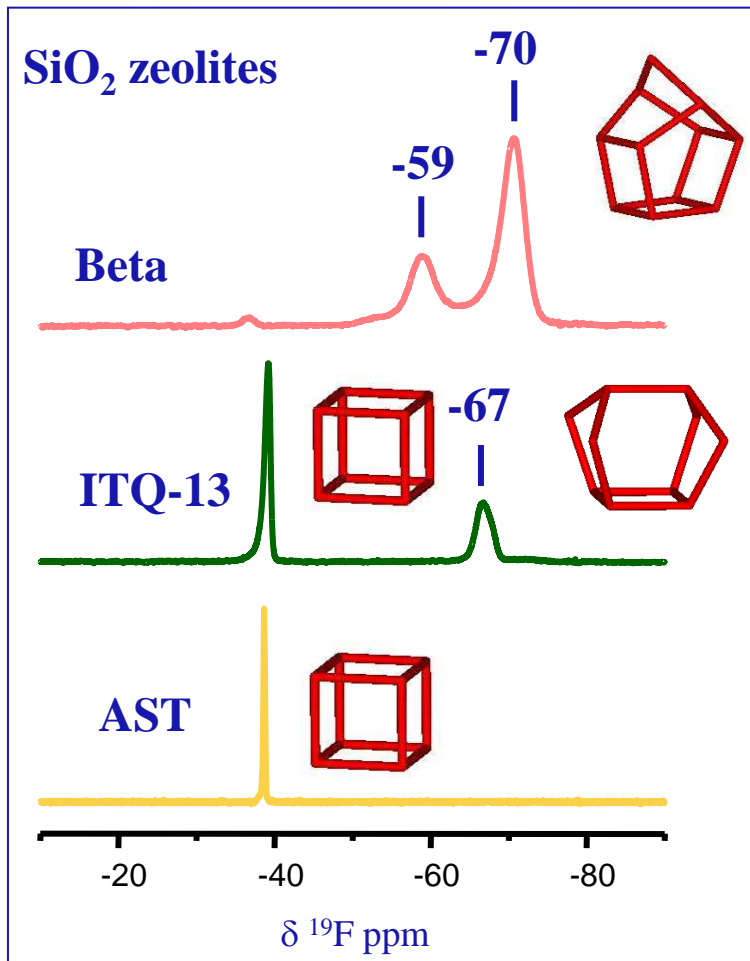 SiO₂ zeolites
-70
-59
Beta
-67
ITQ-13
AST
-20 -40 -60 -80
δ ¹⁹F ppm